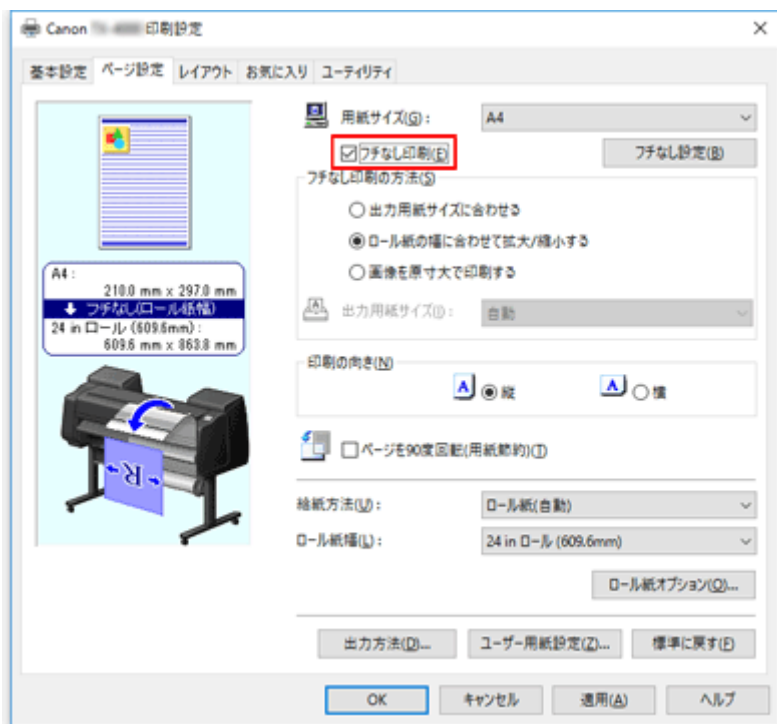 Canon 印刷設定
基本設定 ページ設定 レイアウト お気に入り ユーティリティ
用紙サイズ(G): A4
フチなし印刷(E) フチなし設定(B)
フチなし印刷の方法(S)
出力用紙サイズに合わせる
ロール紙の幅に合わせて拡大/縮小する
画像を原寸大で印刷する
出力用紙サイズ(I): 自動
A4:
210.0 mm x 297.0 mm
フチなし(ロール紙幅)
24 in ロール (609.6mm):
609.6 mm x 863.8 mm
R
印刷の向き(N)
A 縦 A 横
ページを90度回転(用紙節約)(T)
給紙方法(U): ロール紙(自動)
ロール紙幅(L): 24 in ロール (609.6mm)
ロール紙オプション(O)...
出力方法(D)... ユーザー用紙設定(Z)... 標準に戻す(F)
OK キャンセル 適用(A) ヘルプ